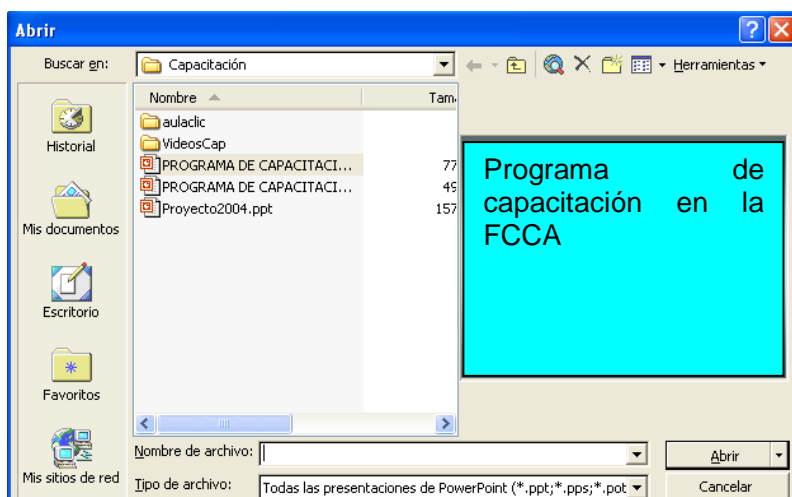 Abrir
Buscar en:
Capacitación
Herramientas
Nombre
Tam
Historial
Mis documentos
Escritorio
Favoritos
Mis sitios de red
aulaclic
VideosCap
PROGRAMA DE CAPACITACI... 77
PROGRAMA DE CAPACITACI... 49
Proyecto2004.ppt 157
Programa de
capacitación en la
FCCA
Nombre de archivo:
Abrir
Tipo de archivo:
Todas las presentaciones de PowerPoint (*.ppt;*.pps;*.pot
Cancelar